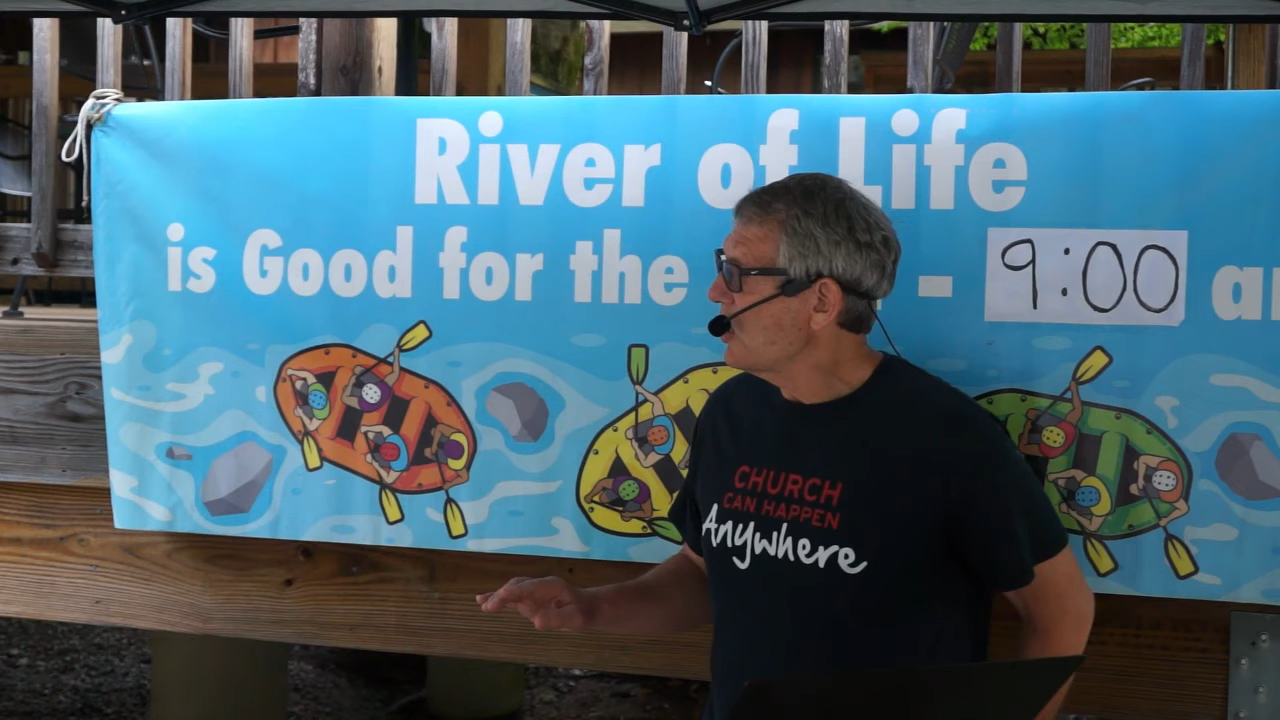 River of Life
is Good for the - 9:00
CHURCH
CAN HAPPEN
Anywhere